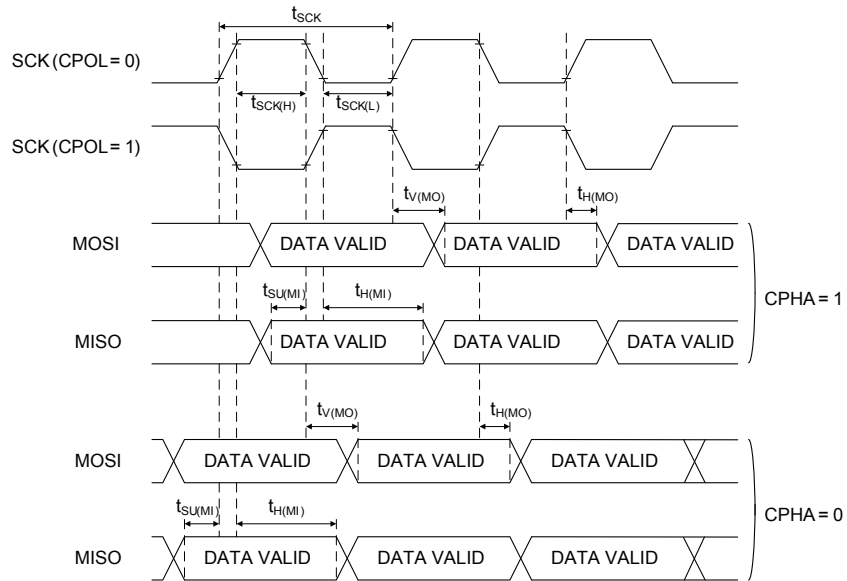 tSCK
SCK (CPOL = 0)
tSCK(H) tSCK(L)
SCK (CPOL = 1)
tV(MO) tH(MO)
MOSI DATA VALID DATA VALID DATA VALID
tSU(MI) tH(MI)
CPHA = 1
MISO DATA VALID DATA VALID DATA VALID
tV(MO) tH(MO)
MOSI DATA VALID DATA VALID DATA VALID
tSU(MI) tH(MI)
CPHA = 0
MISO DATA VALID DATA VALID DATA VALID